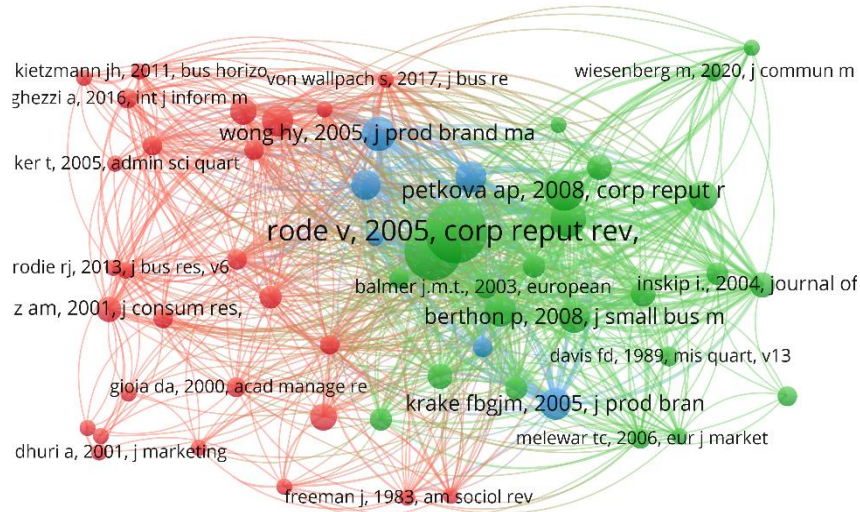 kietzmann jh, 2011, bus horizo
von wallpach s, 2017, j bus re
wiesenberg m, 2020, j commun m
ghezzi a, 2016, int j inform m
wong hy, 2005, j prod brand ma
ker t, 2005, admin sci quart
petkova ap, 2008, corp reput r
rode v, 2005, corp reput rev,
rodie rj, 2013, j bus res, v6
balmer j.m.t., 2003, european
inskip i., 2004, journal of
z am, 2001, j consum res,
berthon p, 2008, j small bus m
davis fd, 1989, mis quart, v13
gioia da, 2000, acad manage re
krake fbgjm, 2005, j prod bran
melewar tc, 2006, eur j market
dhuri a, 2001, j marketing
freeman j, 1983, am sociol rev